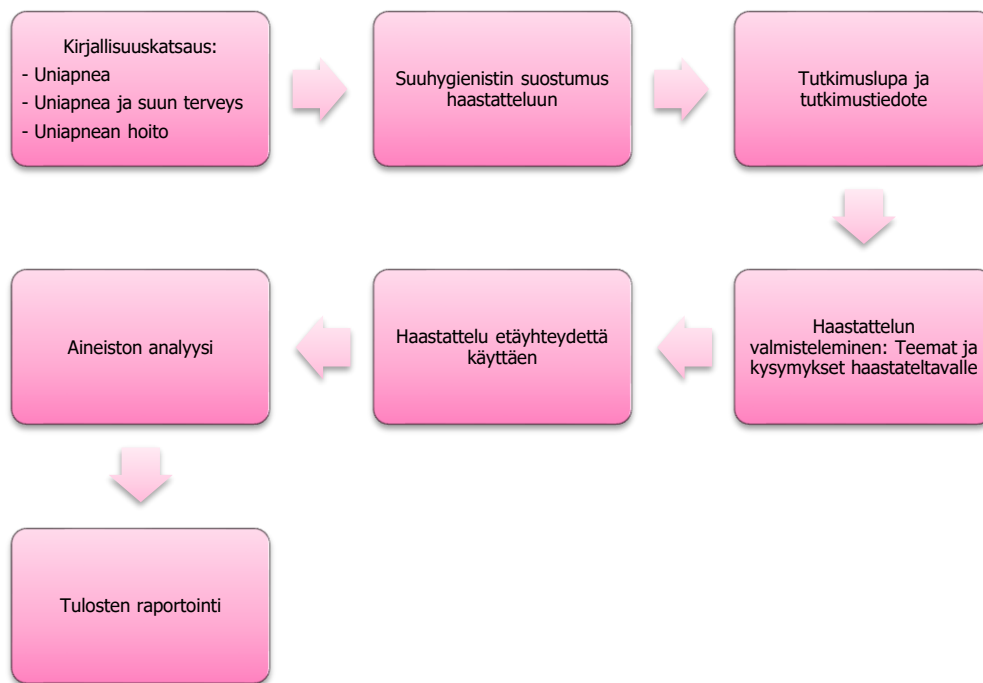 Kirjallisuuskatsaus:
- Uniapnea
- Uniapnea ja suun terveys
- Uniapnean hoito
Suuhygienistin suostumus
haastatteluun
Tutkimuslupa ja
tutkimustiedote
Haastattelun
valmisteleminen: Teemat ja
kysymykset haastateltavalle
Haastattelu etäyhteydettä
käyttäen
Aineiston analyysi
Tulosten raportointi